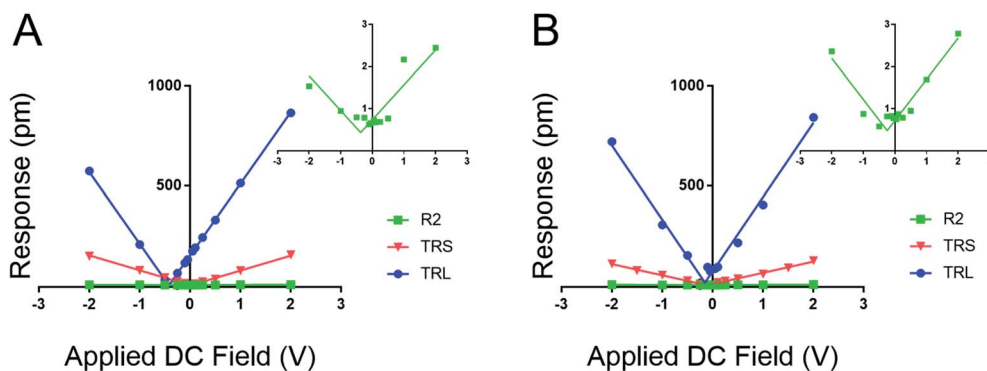 A
Response (pm)
1000
500
-3 -2 -1 0 1 2 3
Applied DC Field (V)
3
2
1
-3 -2 -1 0 1 2 3
R2
TRS
TRL
B
Response (pm)
1000
500
-3 -2 -1 0 1 2 3
Applied DC Field (V)
3
2
1
-3 -2 -1 0 1 2 3
R2
TRS
TRL